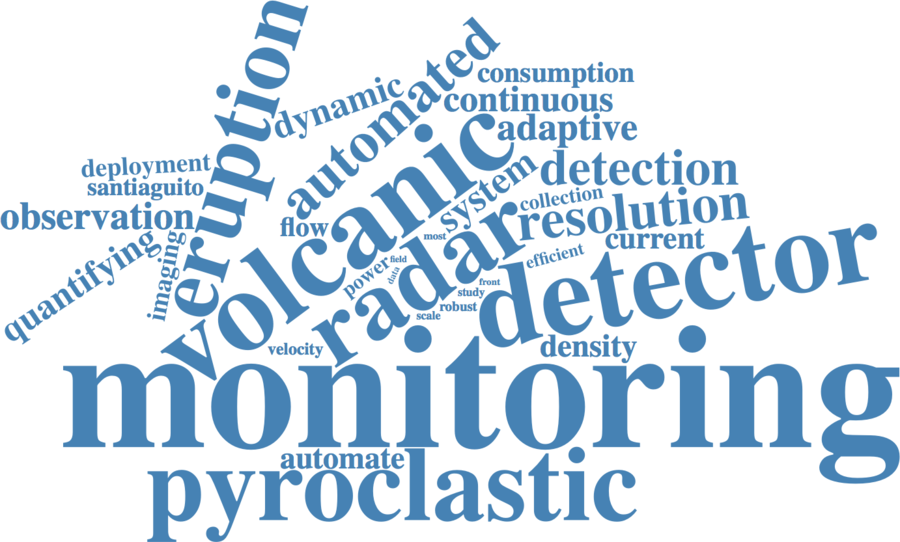 eruption
dynamic
automated
consumption
continuous
adaptive
volcanic
deployment
santiaguito
observation
detection
system
collection
resolution
flow
most
current
quantifying
imaging
radar
power
field
data
efficient
detector
front
study
robust
scale
velocity
density
monitoring
automate
pyroclastic